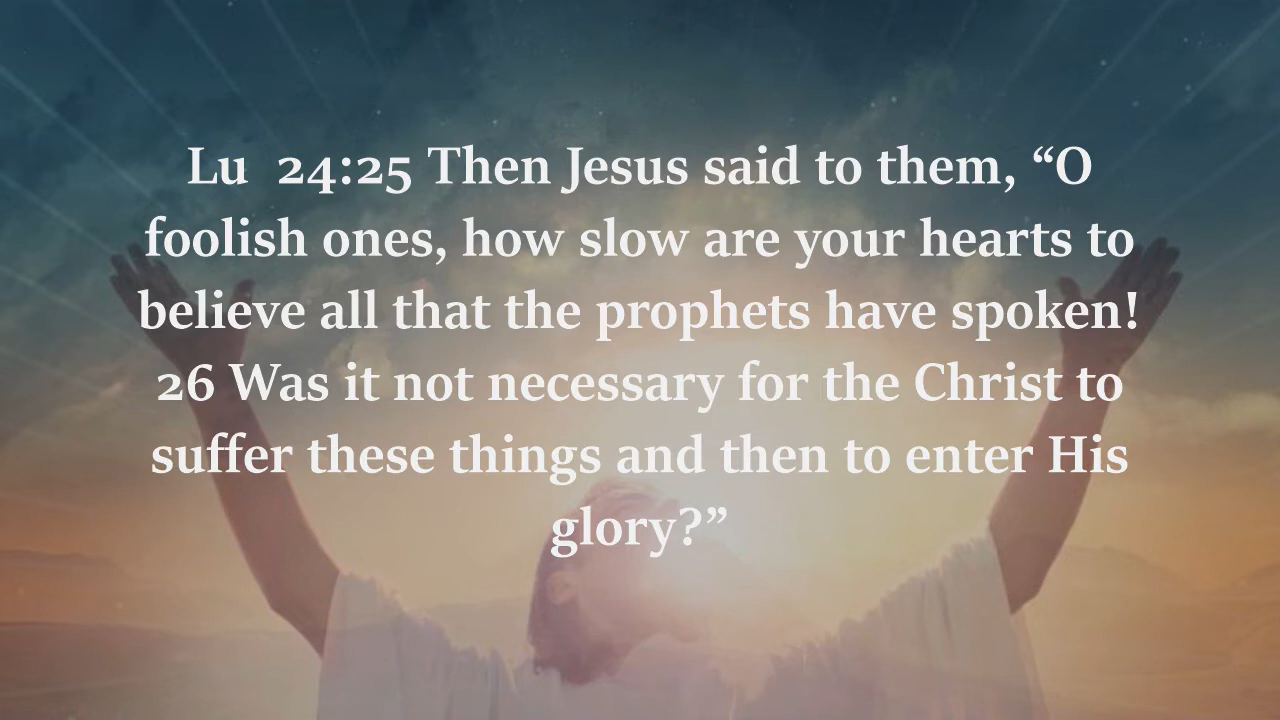 Lu  24:25 Then Jesus said to them, “O
foolish ones, how slow are your hearts to
believe all that the prophets have spoken!
26 Was it not necessary for the Christ to
suffer these things and then to enter His
glory?”